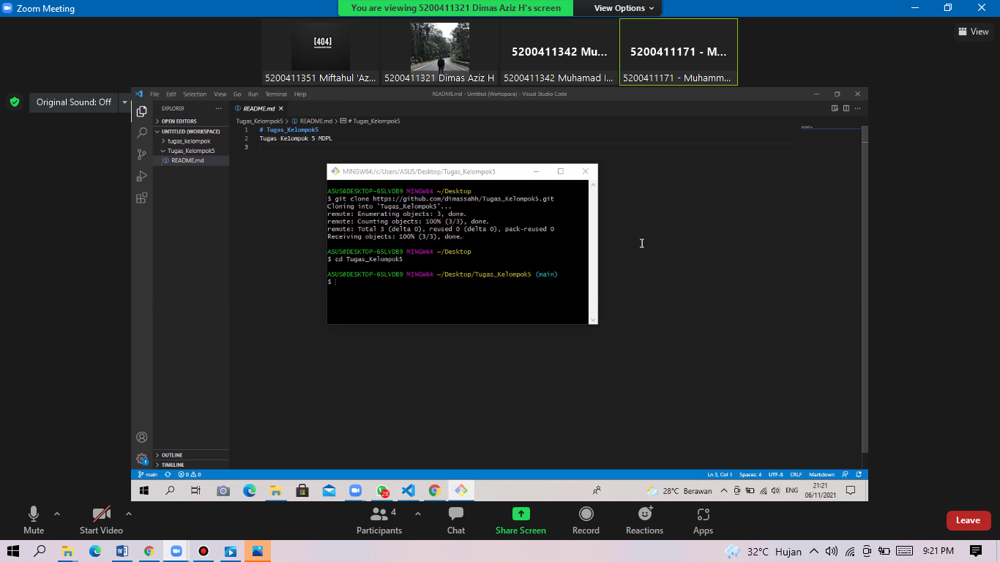 Zoom Meeting
You are viewing 5200411321 Dimas Aziz H's screen
View Options
View
[404]
5200411342 Mu...
5200411171 - M...
5200411351 Miftahul 'Az...
5200411321 Dimas Aziz H
5200411342 Muhamad I...
5200411171 - Muhamm...
Original Sound: Off
File Edit Selection View Go Run Terminal Help
README.md - Untitled (Workspace) - Visual Studio Code
EXPLORER
OPEN EDITORS
UNTITLED (WORKSPACE)
tugas_kelompok
Tugas_Kelompok5
README.md
README.md
Tugas_Kelompok5 > README.md > # Tugas_Kelompok5
1 # Tugas_Kelompok5
2 Tugas Kelompok 5 MDPL
3
MINGW64:/c/Users/ASUS/Desktop/Tugas_Kelompok5
ASUS@DESKTOP-6SLVDB9 MINGW64 ~/Desktop
$ git clone https://github.com/dimassahh/Tugas_Kelompok5.git
Cloning into 'Tugas_Kelompok5'...
remote: Enumerating objects: 3, done.
remote: Counting objects: 100% (3/3), done.
remote: Total 3 (delta 0), reused 0 (delta 0), pack-reused 0
Receiving objects: 100% (3/3), done.
ASUS@DESKTOP-6SLVDB9 MINGW64 ~/Desktop
$ cd Tugas_Kelompok5
ASUS@DESKTOP-6SLVDB9 MINGW64 ~/Desktop/Tugas_Kelompok5 (main)
$
OUTLINE
TIMELINE
1
main
0 0
Ln 3, Col 1 Spaces: 4 UTF-8 CRLF Markdown
28
28°C Berawan
ENG
21:21
06/11/2021
Mute
Start Video
Participants
4
Chat
Share Screen
Record
Reactions
Apps
Leave
32°C Hujan
9:21 PM